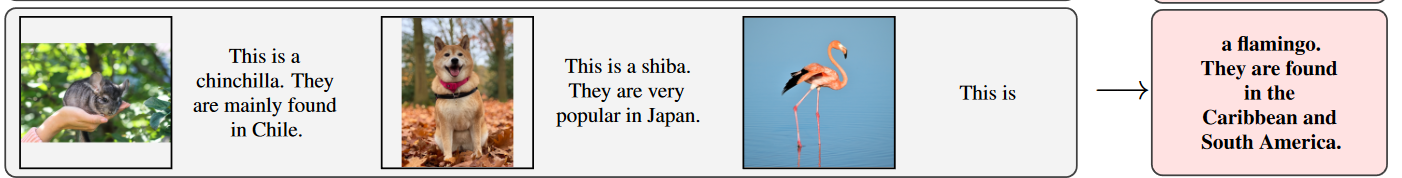 This is a
chinchilla. They
are mainly found
in Chile.
This is a shiba.
They are very
popular in Japan.
This is
a flamingo.
They are found
in the
Caribbean and
South America.